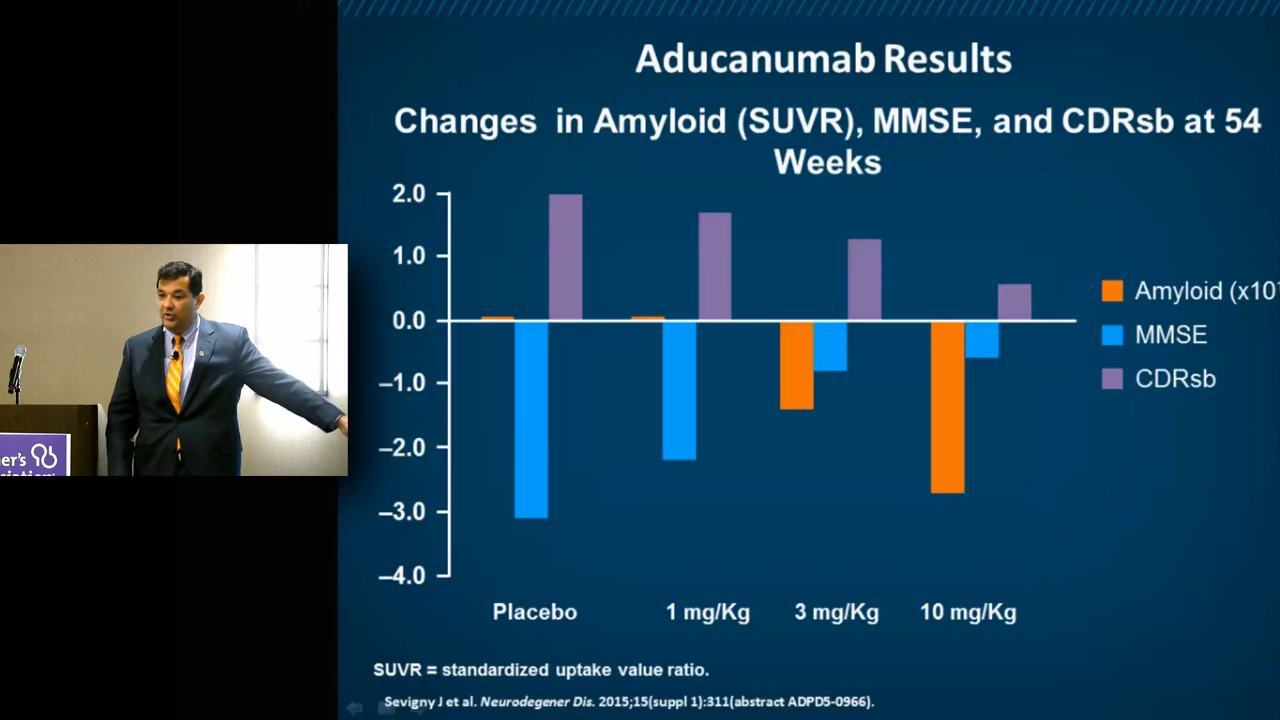 Aducanumab Results
Changes in Amyloid (SUVR), MMSE, and CDRsb at 54
Weeks
2.0
1.0
0.0
–1.0
–2.0
–3.0
–4.0
Amyloid (x10
MMSE
CDRsb
Placebo 1 mg/Kg 3 mg/Kg 10 mg/Kg
SUVR = standardized uptake value ratio.
Sevigny J et al. Neurodegener Dis. 2015;15(suppl 1):311(abstract ADPD5-0966).
er's